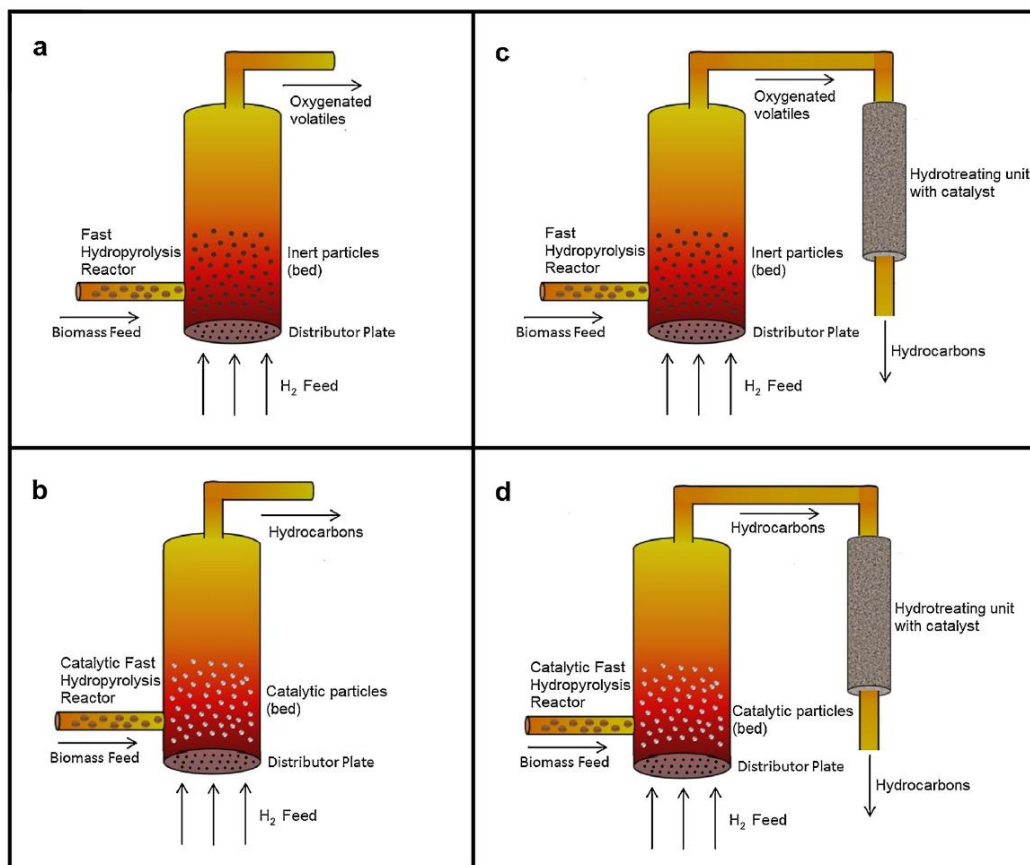 a
Oxygenated
volatiles
Fast
Hydropyrolysis
Reactor
Inert particles
(bed)
Biomass Feed
Distributor Plate
H₂ Feed
c
Oxygenated
volatiles
Hydrotreating unit
with catalyst
Fast
Hydropyrolysis
Reactor
Inert particles
(bed)
Biomass Feed
Distributor Plate
Hydrocarbons
H₂ Feed
b
Hydrocarbons
Catalytic Fast
Hydropyrolysis
Reactor
Catalytic particles
(bed)
Biomass Feed
Distributor Plate
H₂ Feed
d
Hydrocarbons
Hydrotreating unit
with catalyst
Catalytic Fast
Hydropyrolysis
Reactor
Catalytic particles
(bed)
Biomass Feed
Distributor Plate
Hydrocarbons
H₂ Feed